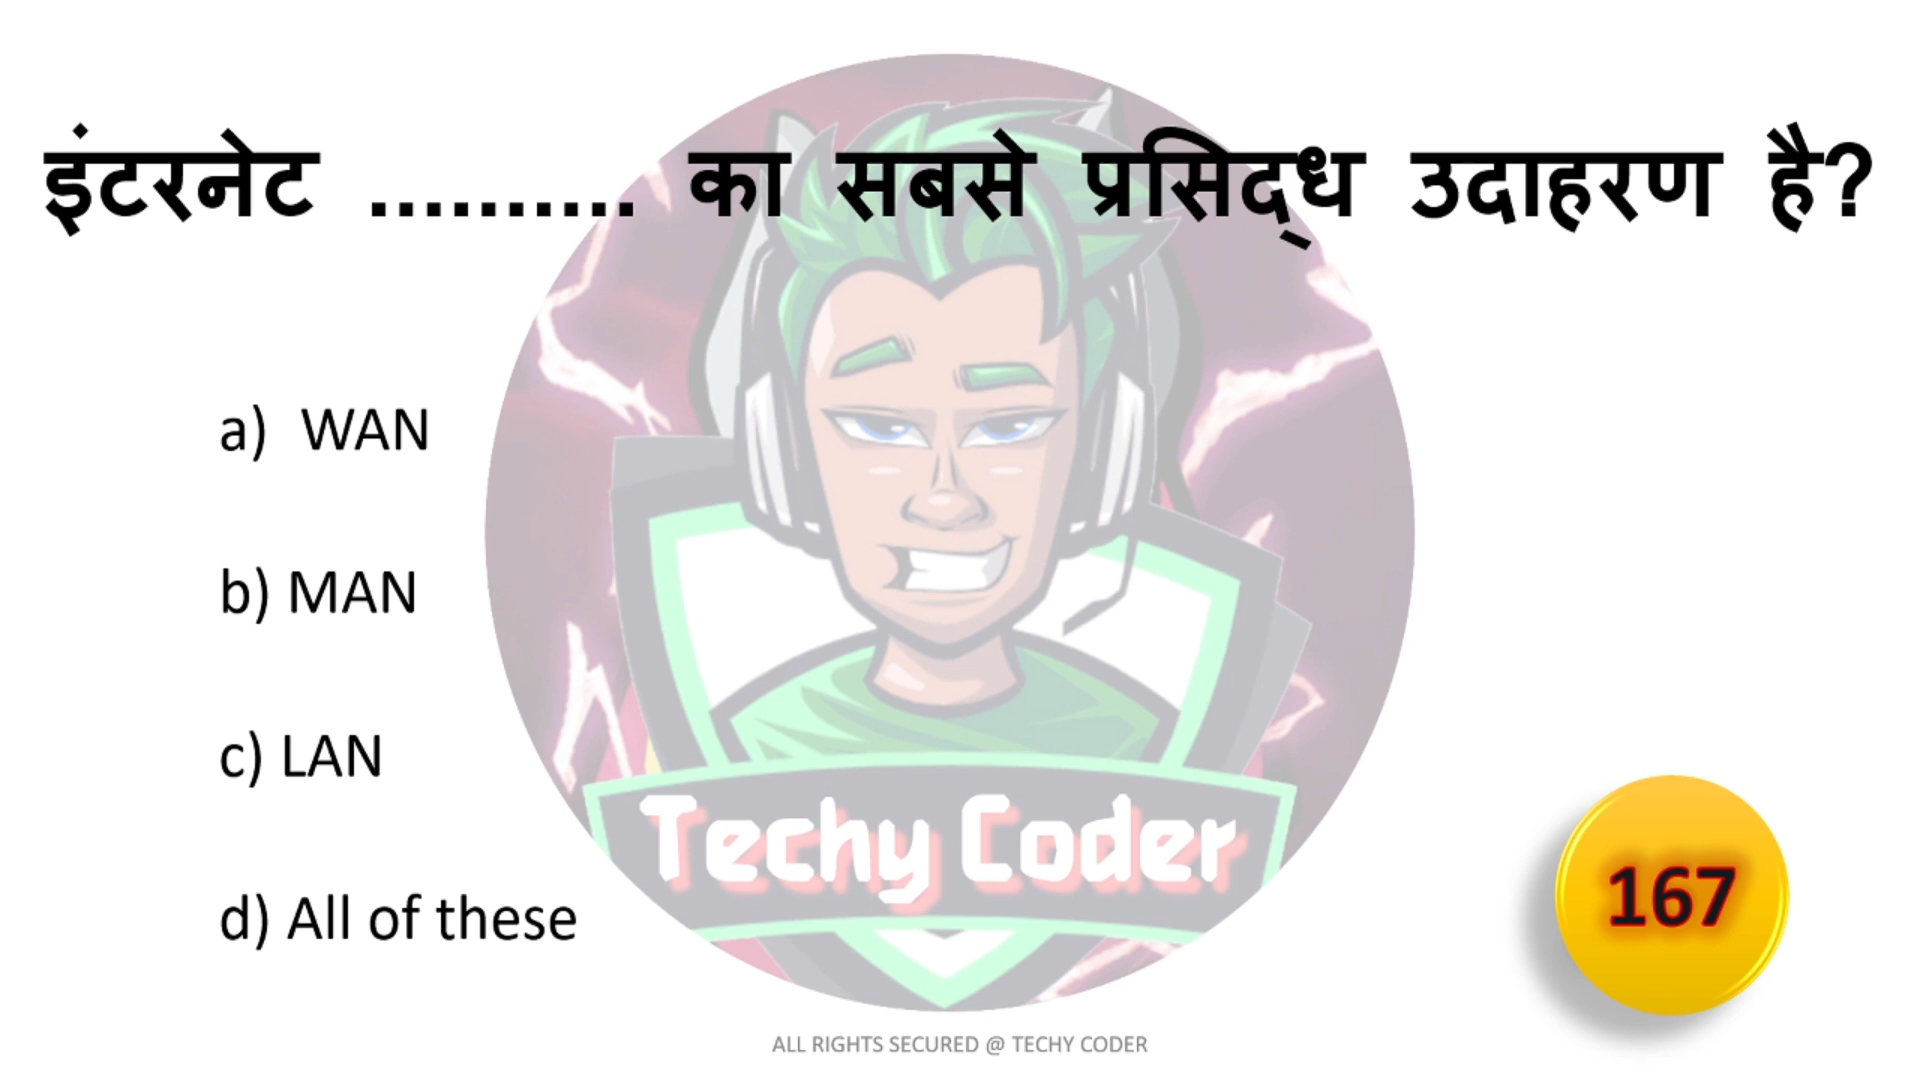 इंटरनेट .......... का सबसे प्रसिद्‌ध उदाहरण है?
a) WAN
b) MAN
c) LAN
Techy Coder
167
d) All of these
ALL RIGHTS SECURED @ TECHY CODER